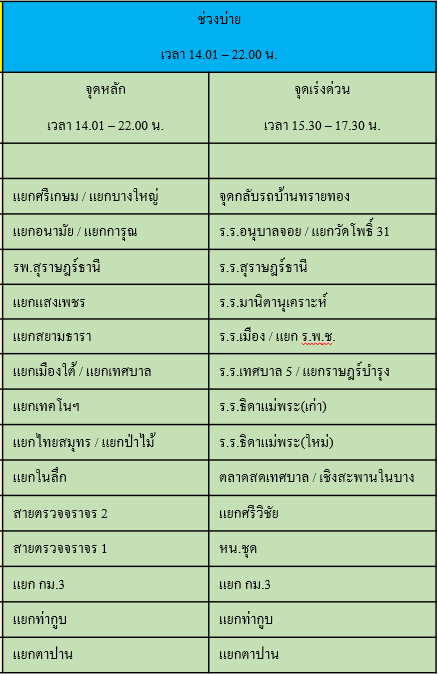 ช่วงบ่าย
เวลา 14.01 – 22.00 น.
จุดหลัก จุดเร่งด่วน
เวลา 14.01 – 22.00 น. เวลา 15.30 – 17.30 น.
แยกศรีเกษม / แยกบางใหญ่ จุดกลับรถบ้านทรายทอง
แยกอนามัย / แยกการุณ ร.ร.อนุบาลจอย / แยกวัดโพธิ์ 31
รพ.สุราษฎร์ธานี ร.ร.สุราษฎร์ธานี
แยกแสงเพชร ร.ร.มานิตานุเคราะห์
แยกสยามธารา ร.ร.เมือง / แยก ร.พ.ช.
แยกเมืองใต้ / แยกเทศบาล ร.ร.เทศบาล 5 / แยกราษฎร์บำรุง
แยกเทคโนฯ ร.ร.ธิดาแม่พระ(เก่า)
แยกไทยสมุทร / แยกป่าไม้ ร.ร.ธิดาแม่พระ(ใหม่)
แยกในลึก ตลาดสดเทศบาล / เชิงสะพานในบาง
สายตรวจจราจร 2 แยกศรีวิชัย
สายตรวจจราจร 1 หน.ชุด
แยก กม.3 แยก กม.3
แยกท่ากูบ แยกท่ากูบ
แยกตาปาน แยกตาปาน